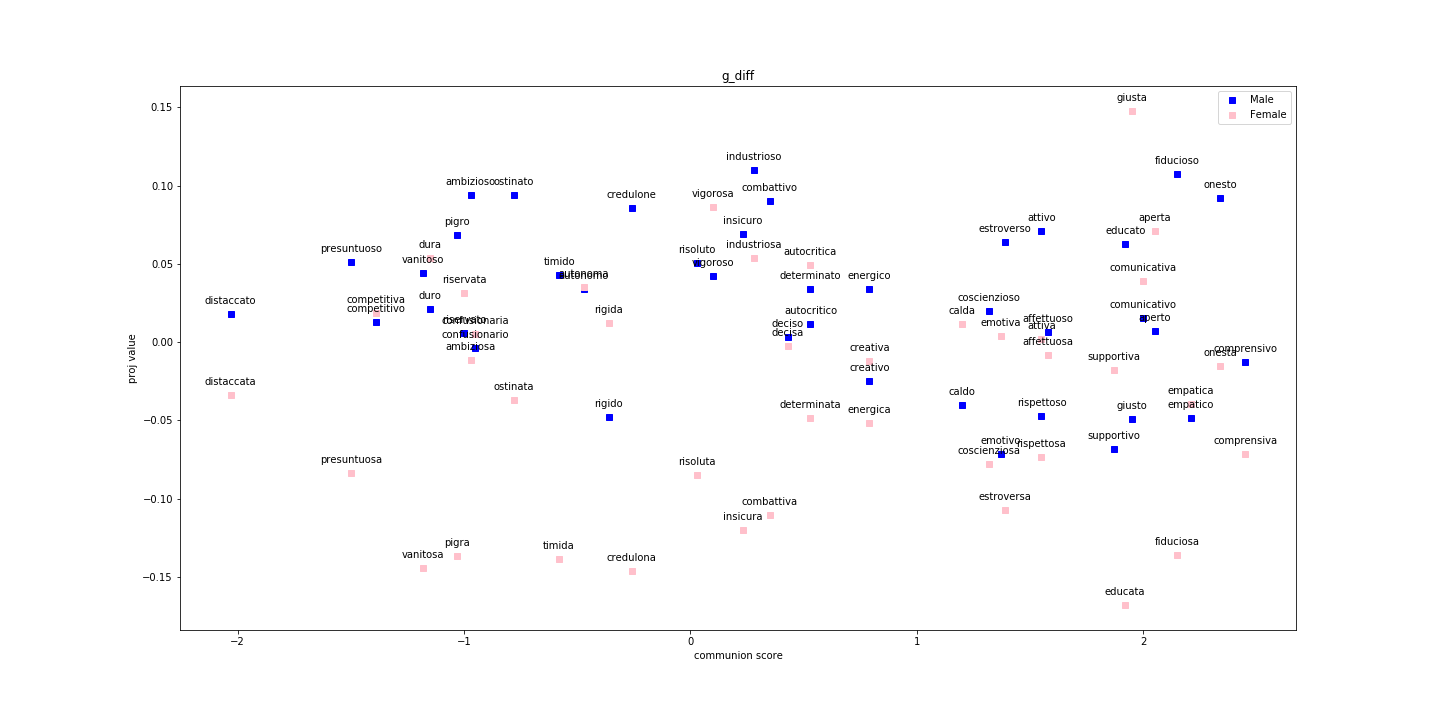 g_diff
giusta
Male
Female
0.15
industrioso
fiducioso
ambizioso
ostinato
combattivo
onesto
0.10
credulone
vigorosa
pigro
insicuro
attivo
aperta
estroverso
educato
presuntuoso
dura
risoluto
industriosa
autocritica
0.05
vanitoso
timido
vigoroso
autonoma
autonomo
riservata
determinato
energico
comunicativa
distaccato
competitiva
competitivo
duro
rigida
autocritico
coscienzioso
calda
comunicativo
riservato
confusionaria
deciso
emotiva
affettuoso
attiva
aperto
0.00
confusionario
decisa
ambiziosa
creativa
affettuosa
supportiva
onesta
comprensivo
proj value
distaccata
ostinata
creativo
caldo
empatica
rigido
determinata
energica
rispettoso
giusto
empatico
−0.05
presuntuosa
risoluta
emotivo
coscienziosa
rispettosa
supportivo
comprensiva
−0.10
combattiva
insicura
estroversa
vanitosa
pigra
timida
credulona
fiduciosa
−0.15
educata
−2
−1
0
1
2
communion score